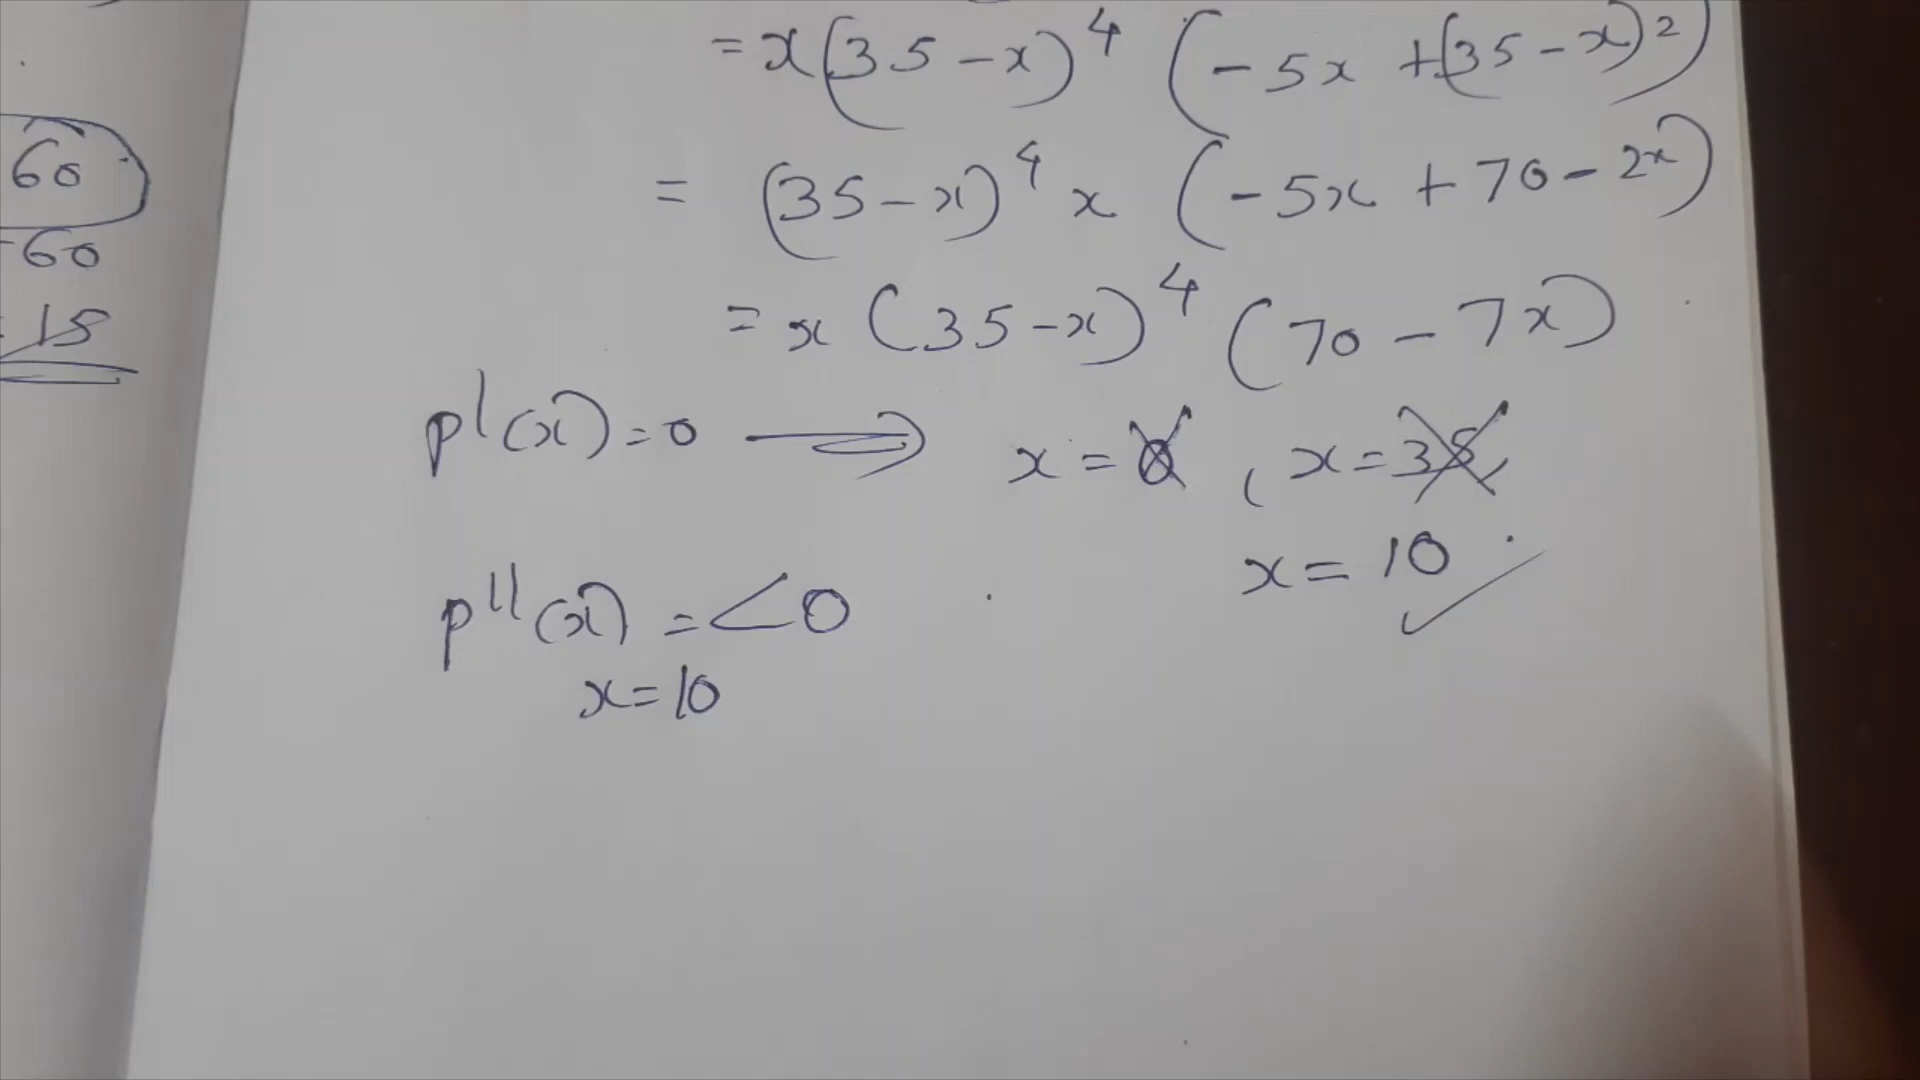 60
-60
15
= x(35-x)^4 (-5x +(35-x)2)
= (35-x)^4 x (-5x + 70 - 2x)
= x (35-x)^4 (70 - 7x)
p'(x) = 0 ⟹ x = 0 , x = 35,
x = 10 .
p''(x) = <0
x = 10